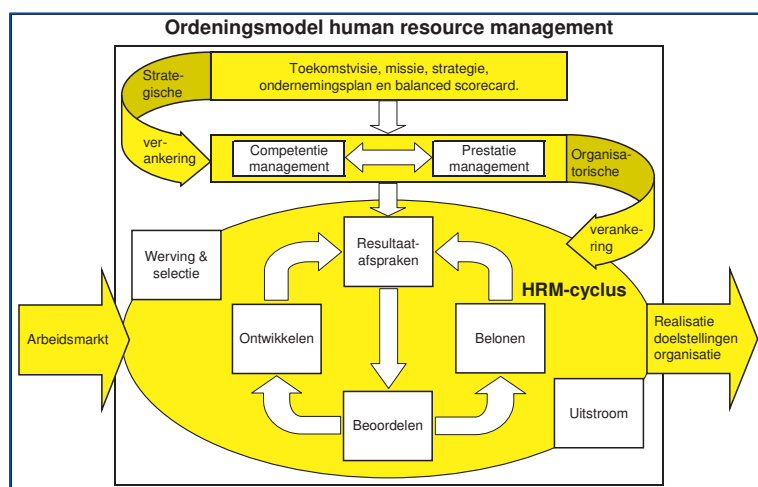 Ordeningsmodel human resource management
Strate-
gische
Toekomstvisie, missie, strategie,
ondernemingsplan en balanced scorecard.
ver-
ankering
Competentie
management
Prestatie
management
Organisa-
torische
veranke-
ring
Werving &
selectie
Resultaat-
afspraken
HRM-cyclus
Arbeidsmarkt
Ontwikkelen
Belonen
Realisatie
doelstellingen
organisatie
Beoordelen
Uitstroom